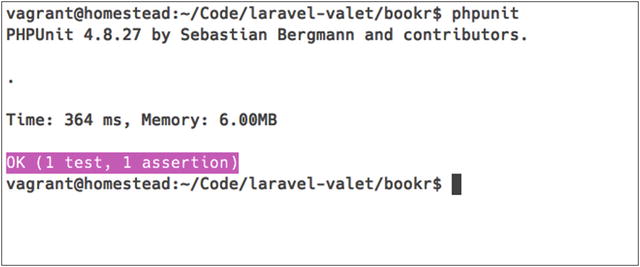 vagrant@homestead:~/Code/laravel-valet/bookr$ phpunit
PHPUnit 4.8.27 by Sebastian Bergmann and contributors.
.
Time: 364 ms, Memory: 6.00MB
OK (1 test, 1 assertion)
vagrant@homestead:~/Code/laravel-valet/bookr$